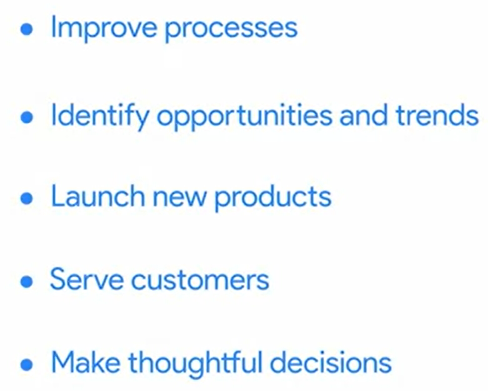 • Improve processes
• Identify opportunities and trends
• Launch new products
• Serve customers
• Make thoughtful decisions